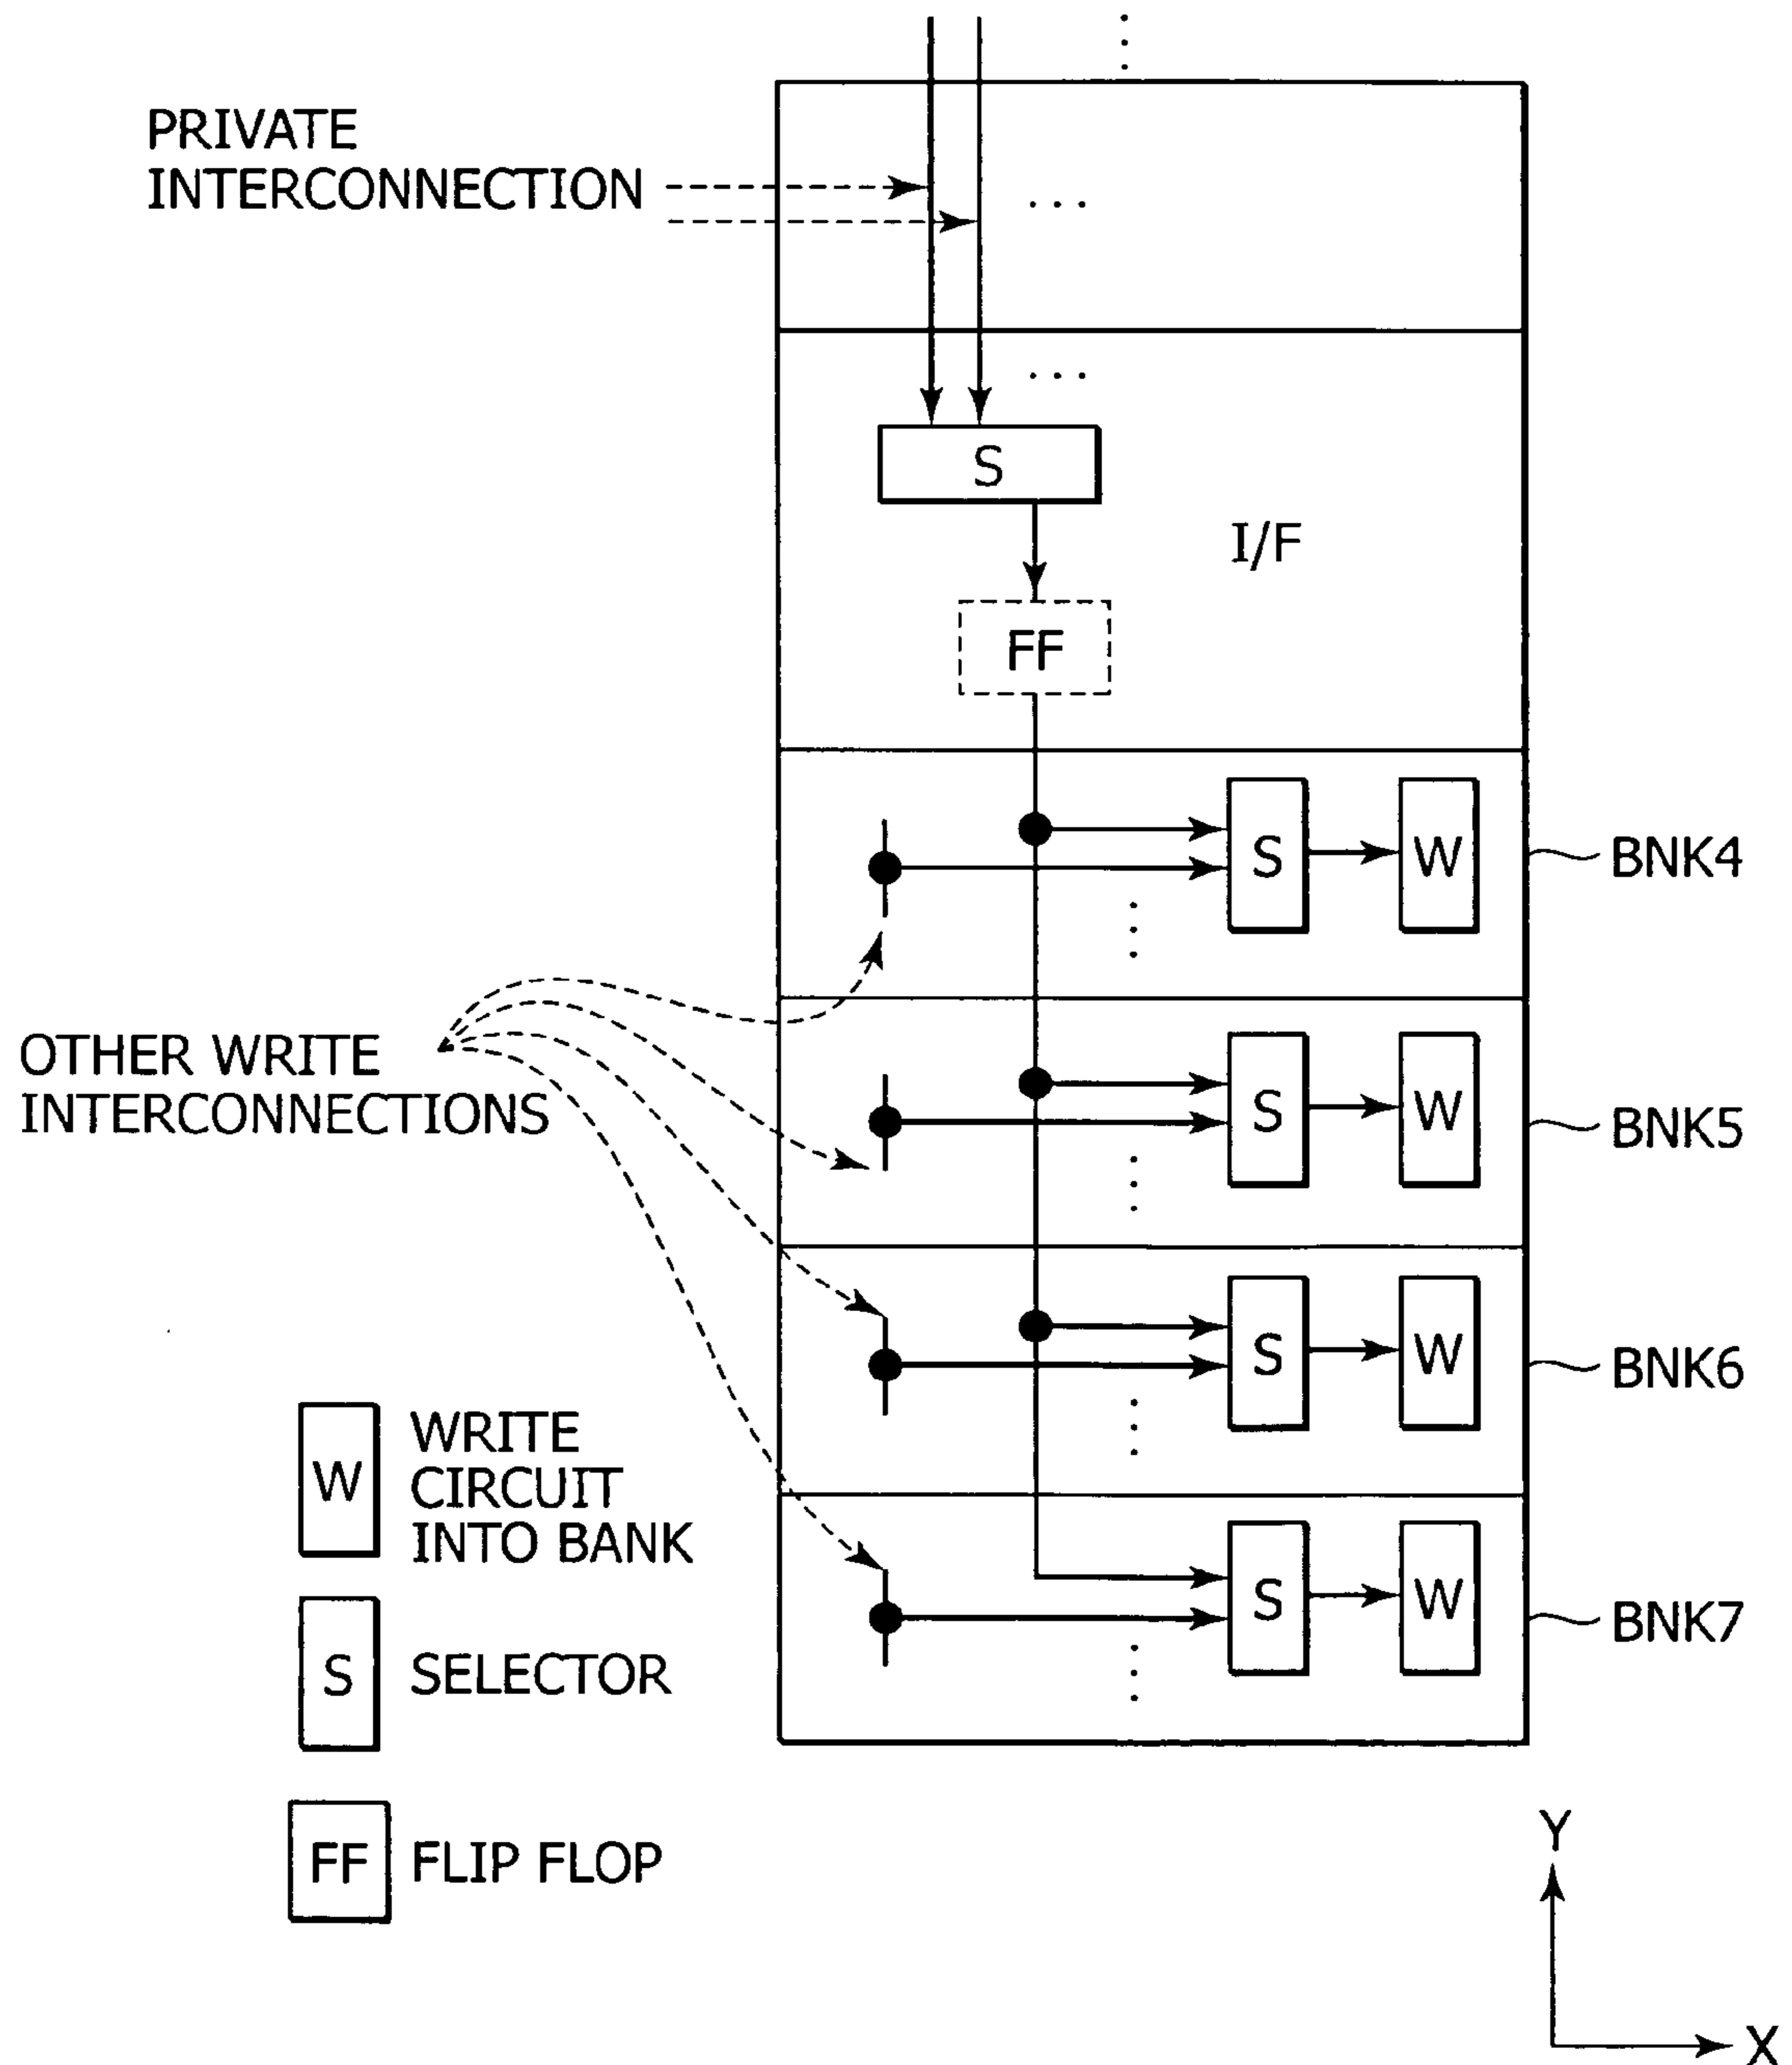 PRIVATE
INTERCONNECTION
S
I/F
FF
S
W
BNK4
OTHER WRITE
INTERCONNECTIONS
S
W
BNK5
S
W
BNK6
S
W
BNK7
W
WRITE
CIRCUIT
INTO BANK
S
SELECTOR
FF
FLIP FLOP
Y
X